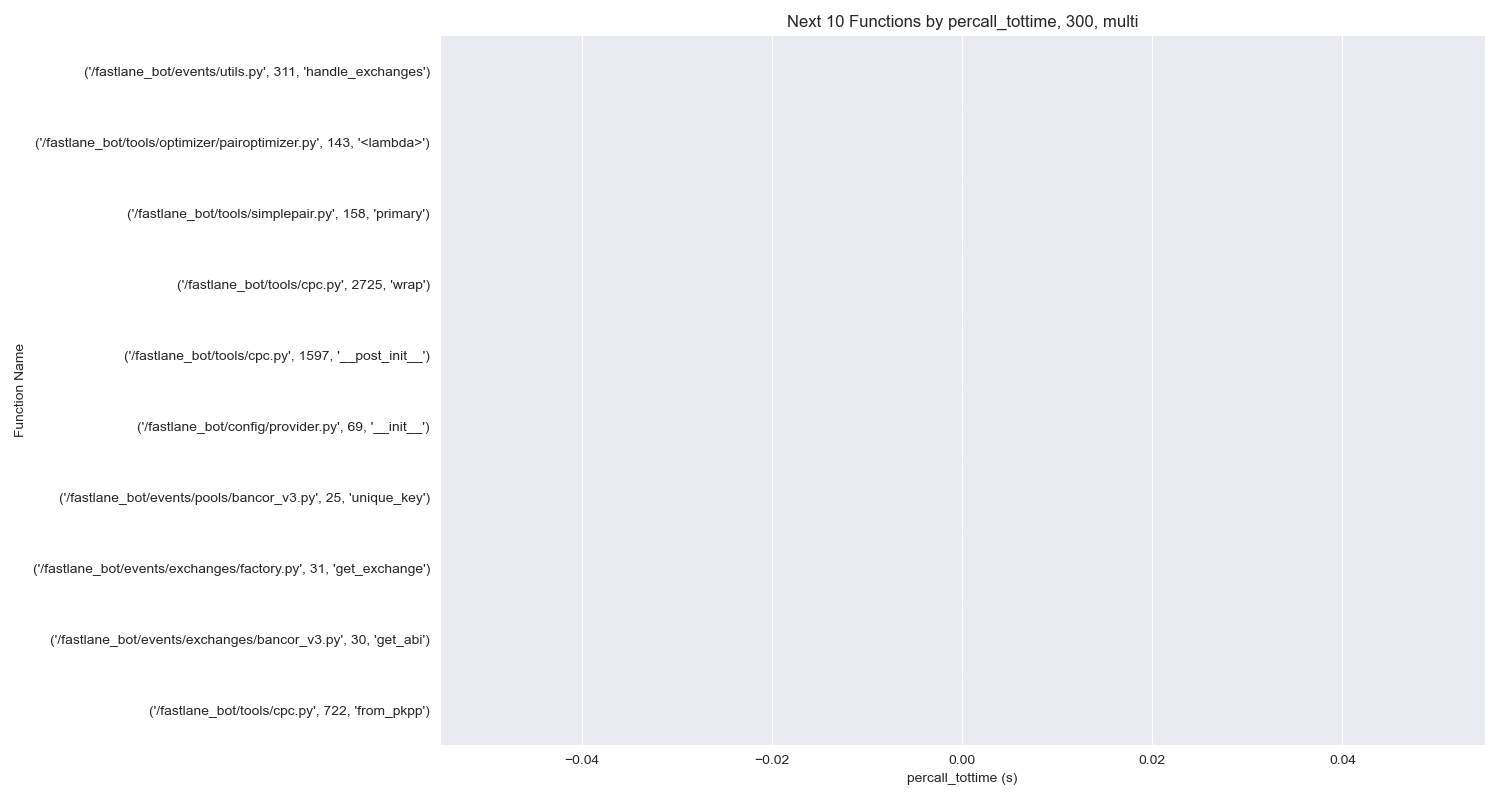 Next 10 Functions by percall_tottime, 300, multi
('/fastlane_bot/events/utils.py', 311, 'handle_exchanges')
('/fastlane_bot/tools/optimizer/pairoptimizer.py', 143, '<lambda>')
('/fastlane_bot/tools/simplepair.py', 158, 'primary')
('/fastlane_bot/tools/cpc.py', 2725, 'wrap')
('/fastlane_bot/tools/cpc.py', 1597, '__post_init__')
('/fastlane_bot/config/provider.py', 69, '__init__')
('/fastlane_bot/events/pools/bancor_v3.py', 25, 'unique_key')
('/fastlane_bot/events/exchanges/factory.py', 31, 'get_exchange')
('/fastlane_bot/events/exchanges/bancor_v3.py', 30, 'get_abi')
('/fastlane_bot/tools/cpc.py', 722, 'from_pkpp')
Function Name
−0.04 −0.02 0.00 0.02 0.04
percall_tottime (s)